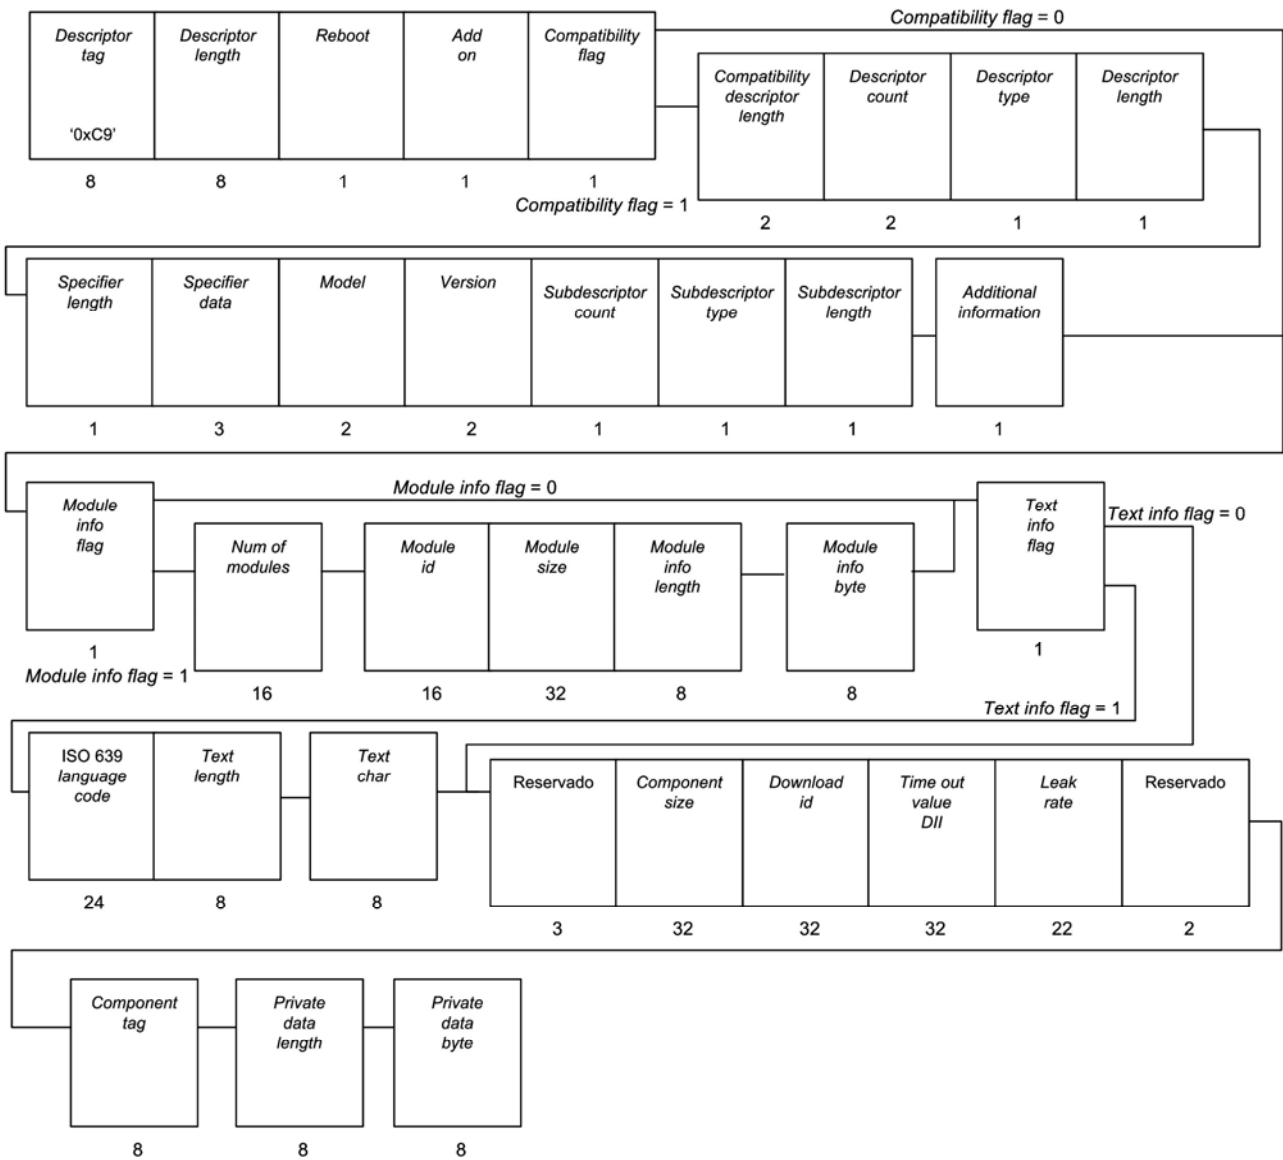 Compatibility flag = 0
Descriptor
tag
'0xC9'
Descriptor
length
Reboot
Add
on
Compatibility
flag
8
8
1
1
1
Compatibility flag = 1
Compatibility
descriptor
length
Descriptor
count
Descriptor
type
Descriptor
length
2
2
1
1
Specifier
length
Specifier
data
Model
Version
Subdescriptor
count
Subdescriptor
type
Subdescriptor
length
Additional
information
1
3
2
2
1
1
1
1
Module
info
flag
Module info flag = 0
1
Module info flag = 1
Num of
modules
Module
id
Module
size
Module
info
length
Module
info
byte
16
16
32
8
8
Text
info
flag
1
Text info flag = 0
Text info flag = 1
ISO 639
language
code
Text
length
Text
char
24
8
8
Reservado
Component
size
Download
id
Time out
value
DII
Leak
rate
Reservado
3
32
32
32
22
2
Component
tag
Private
data
length
Private
data
byte
8
8
8